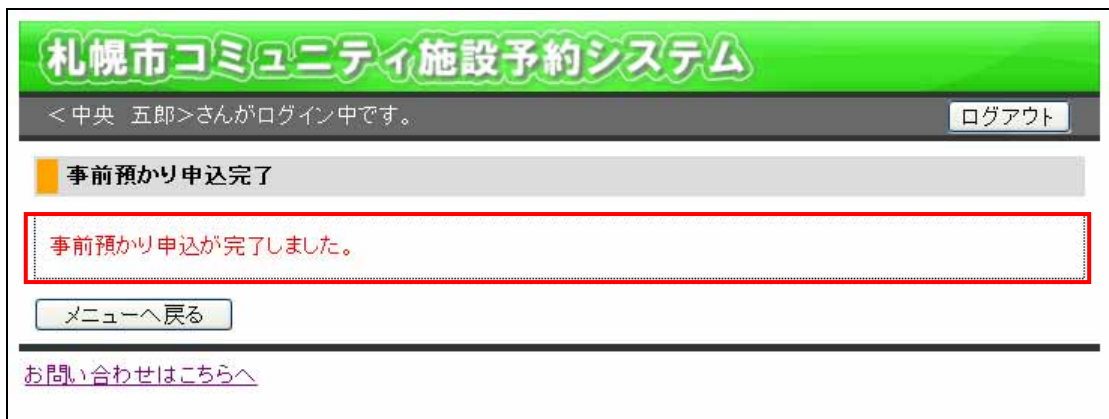 札幌市コミュニティ施設予約システム
＜中央　五郎＞さんがログイン中です。
ログアウト
事前預かり申込完了
事前預かり申込が完了しました。
メニューへ戻る
お問い合わせはこちらへ